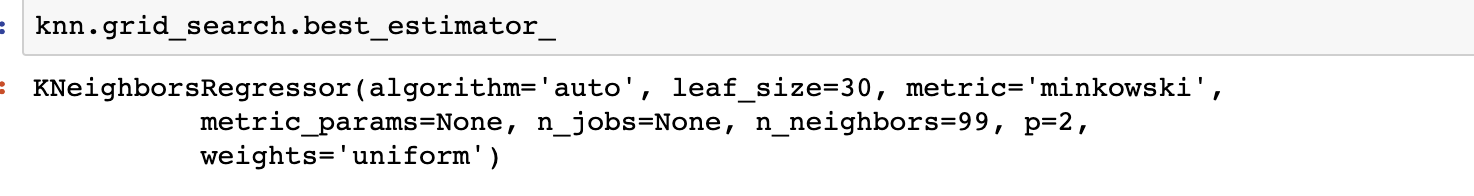 : knn.grid_search.best_estimator_
: KNeighborsRegressor(algorithm='auto', leaf_size=30, metric='minkowski',
metric_params=None, n_jobs=None, n_neighbors=99, p=2,
weights='uniform')